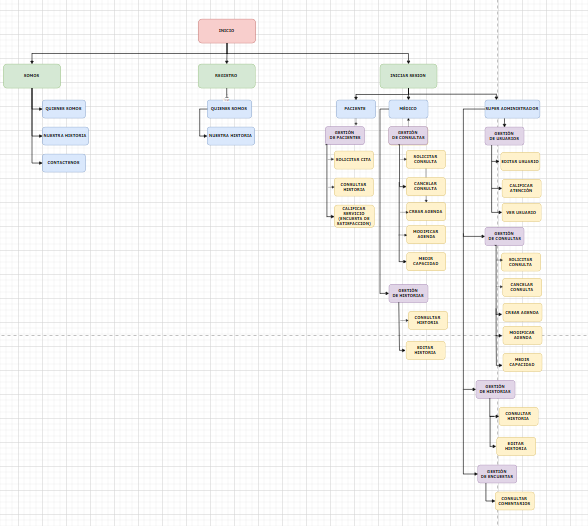 INICIO
SOMOS
REGISTRO
INICIAR SESION
QUIENES SOMOS
NUESTRA HISTORIA
CONTACTENOS
QUIENES SOMOS
NUESTRA HISTORIA
PACIENTE
MÉDICO
SUPER ADMINISTRADOR
GESTIÓN
DE PACIENTES
SOLICITAR CITA
CONSULTAR
HISTORIA
CALIFICAR
SERVICIO
(ENCUESTA DE
SATISFACCION)
GESTIÓN
DE CONSULTAS
SOLICITAR
CONSULTA
CANCELAR
CONSULTA
CREAR AGENDA
MODIFICAR
AGENDA
MEDIR
CAPACIDAD
GESTIÓN
DE HISTORIAS
CONSULTAR
HISTORIA
EDITAR
HISTORIA
GESTIÓN
DE USUARIOS
EDITAR USUARIO
CALIFICAR
ATENCIÓN
VER USUARIO
GESTIÓN
DE CONSULTAS
SOLICITAR
CONSULTA
CANCELAR
CONSULTA
CREAR AGENDA
MODIFICAR
AGENDA
MEDIR
CAPACIDAD
GESTIÓN
DE HISTORIAS
CONSULTAR
HISTORIA
EDITAR
HISTORIA
GESTIÓN
DE ENCUESTAS
CONSULTAR
COMENTARIOS